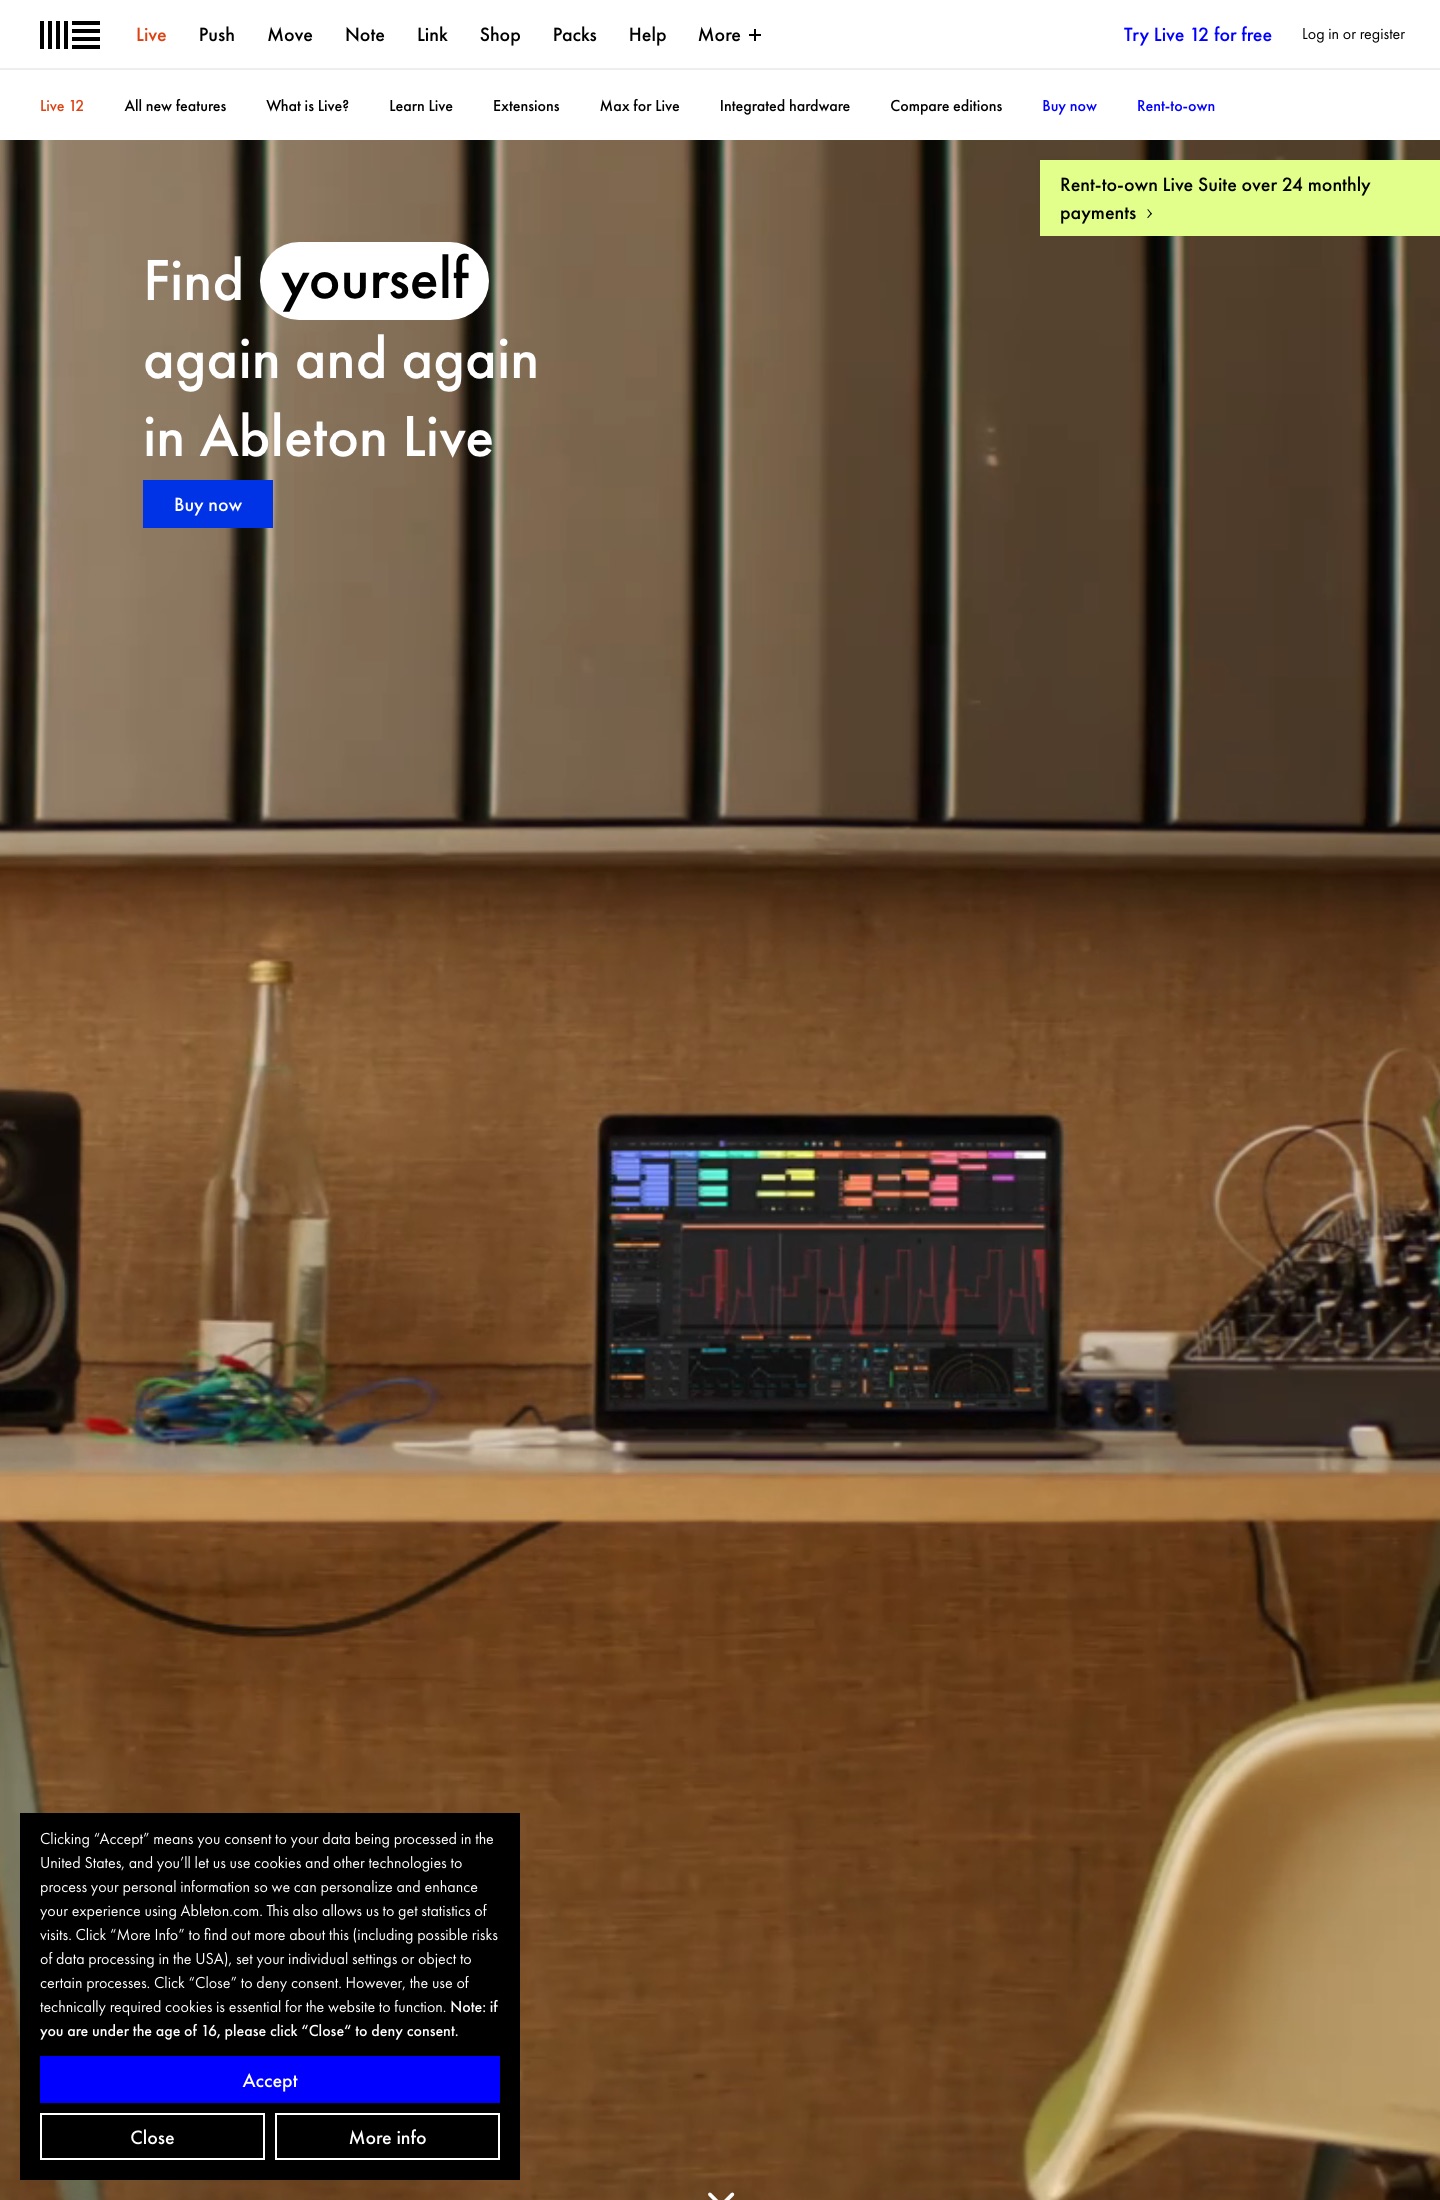 Live Push Move Note Link Shop Packs Help More + Try Live 12 for free Log in or register
Live 12 All new features What is Live? Learn Live Extensions Max for Live Integrated hardware Compare editions Buy now Rent-to-own
Rent-to-own Live Suite over 24 monthly
payments ›
Find yourself
again and again
in Ableton Live
Buy now
Clicking “Accept” means you consent to your data being processed in the
United States, and you’ll let us use cookies and other technologies to
process your personal information so we can personalize and enhance
your experience using Ableton.com. This also allows us to get statistics of
visits. Click “More Info” to find out more about this (including possible risks
of data processing in the USA), set your individual settings or object to
certain processes. Click “Close” to deny consent. However, the use of
technically required cookies is essential for the website to function. Note: if
you are under the age of 16, please click “Close“ to deny consent.
Accept
Close More info